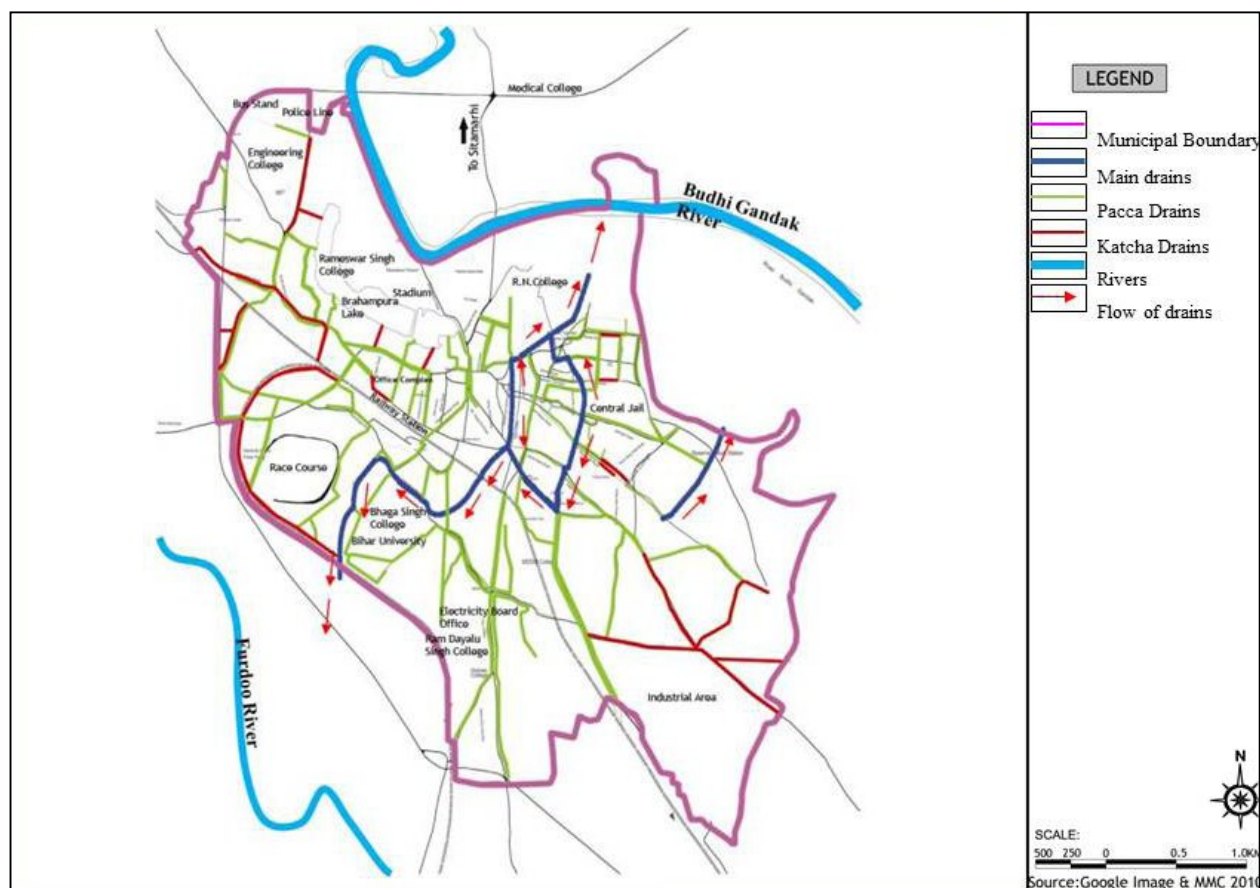 Medical College
Bus Stand
Police Line
To Sitamarhi
Engineering
College
Budhi Gandak
River
Rameswar Singh
College
R.N.College
Stadium
Brahampura
Lake
Office Complex
Railway Station
Central Jail
Race Course
Bhaga Singh
College
Bihar University
Electricity Board
Office
Ram Dayalu
Singh College
Industrial Area
Furdoo River
LEGEND
Municipal Boundary
Main drains
Pacca Drains
Katcha Drains
Rivers
Flow of drains
N
SCALE:
500 250 0 0.5 1.0KM
Source:Google Image & MMC 2010